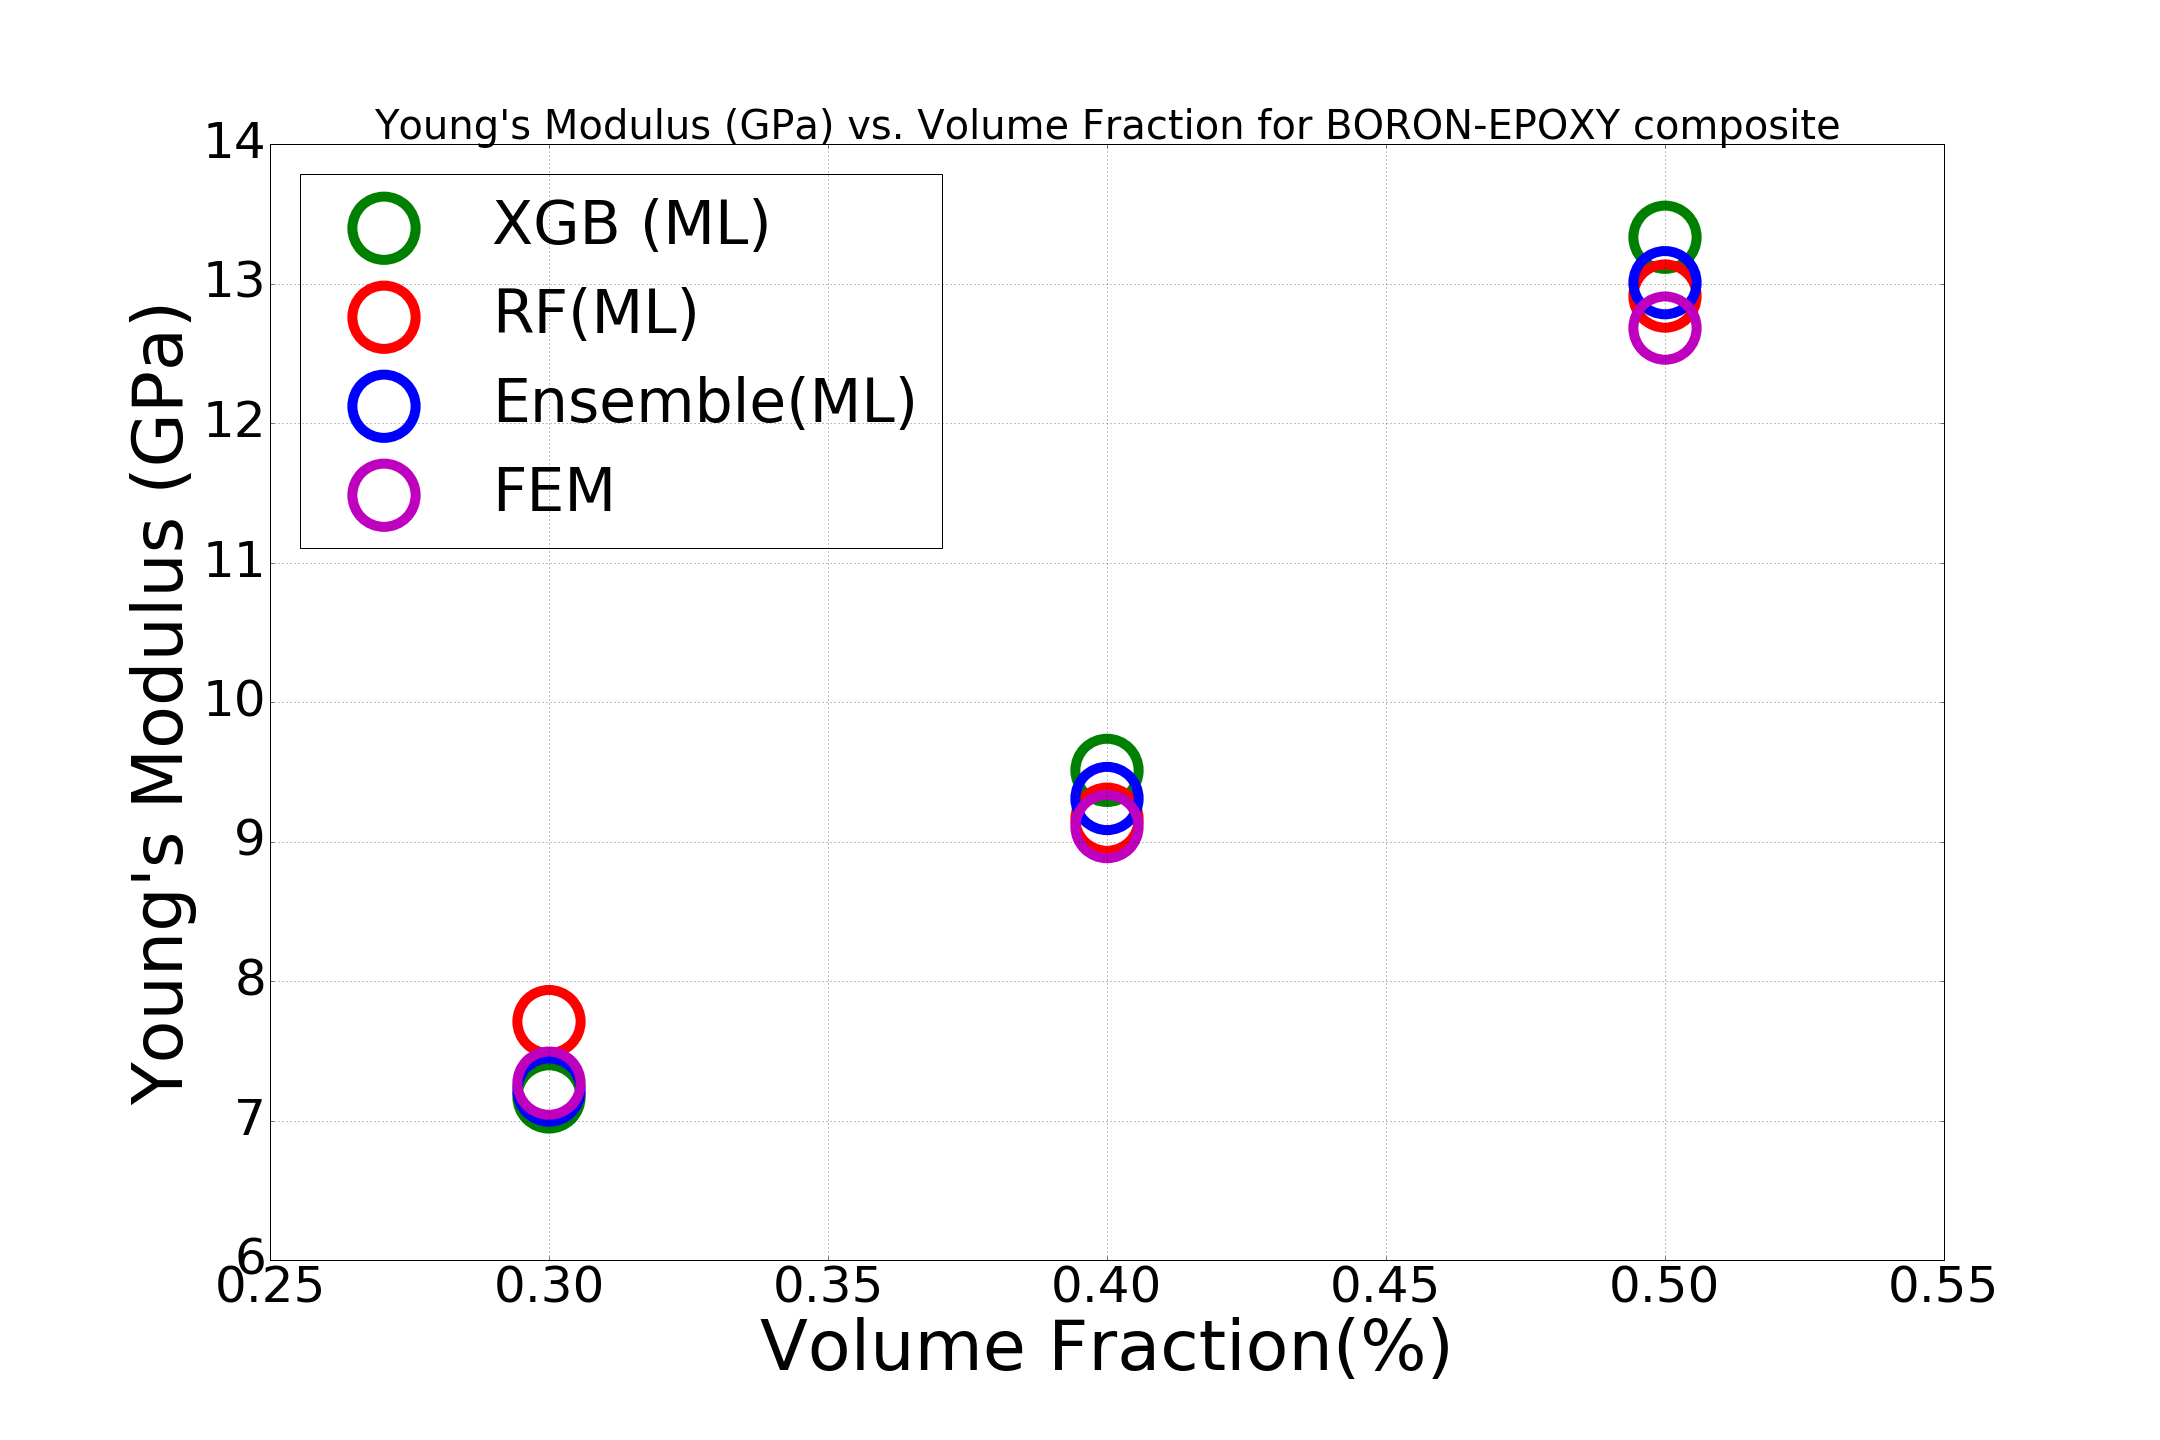 Young's Modulus (GPa) vs. Volume Fraction for BORON-EPOXY composite
14
13
12
11
10
9
8
7
6
Young's Modulus (GPa)
XGB (ML)
RF(ML)
Ensemble(ML)
FEM
0.25 0.30 0.35 0.40 0.45 0.50 0.55
Volume Fraction(%)